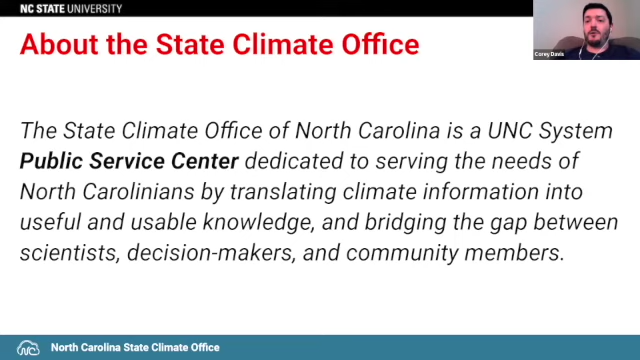 NC STATE UNIVERSITY
About the State Climate Office
Corey Davis
The State Climate Office of North Carolina is a UNC System
Public Service Center dedicated to serving the needs of
North Carolinians by translating climate information into
useful and usable knowledge, and bridging the gap between
scientists, decision-makers, and community members.
NC
North Carolina State Climate Office